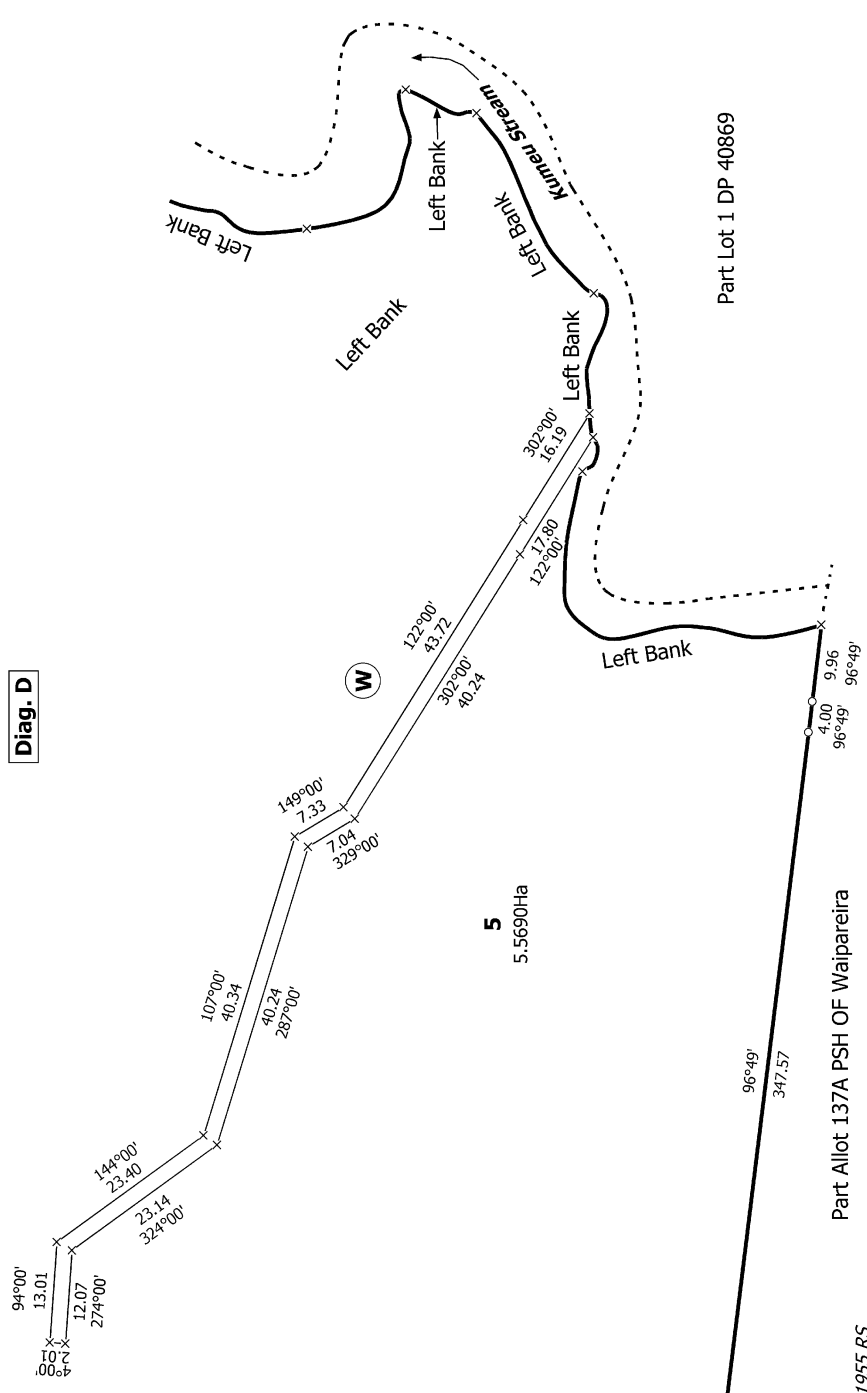 Diag. D
Left Bank
Left Bank
Kumeu Stream
Left Bank
Left Bank
Left Bank
Part Lot 1 DP 40869
302°00'
16.19
17.80
122°00'
122°00'
43.72
302°00'
40.24
W
Left Bank
9.96
96°49'
4.00
96°49'
149°00'
7.33
7.04
329°00'
5
5.5690Ha
107°00'
40.34
40.24
287°00'
96°49'
347.57
Part Allot 137A PSH OF Waipareira
144°00'
23.40
23.14
324°00'
94°00'
13.01
12.07
274°00'
4°00'
2.01
1955 RS